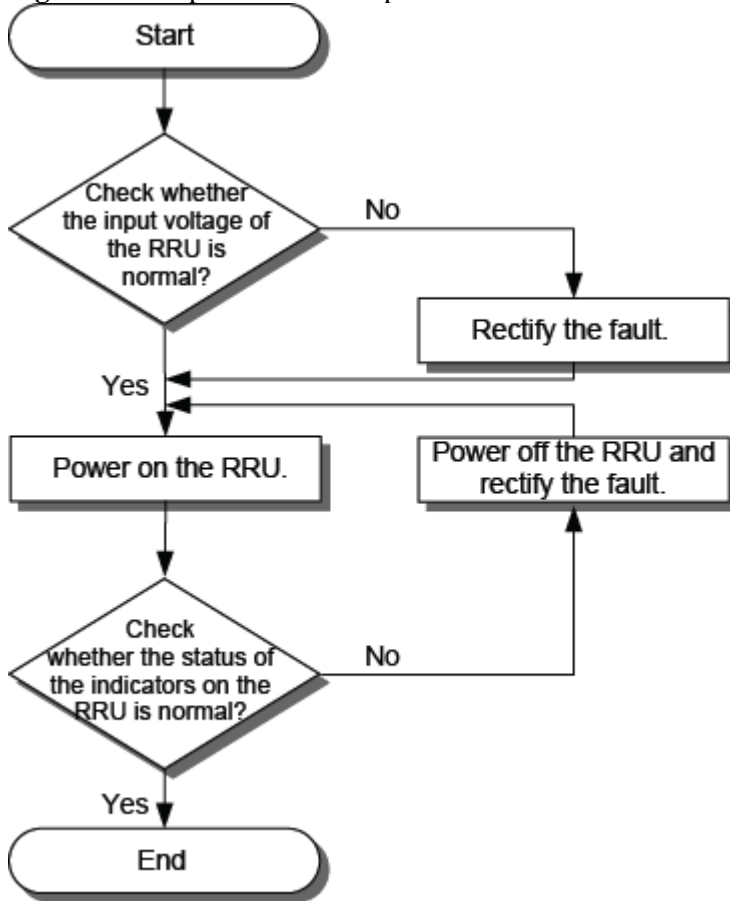 Start
Check whether
the input voltage of
the RRU is
normal?
No
Rectify the fault.
Yes
Power on the RRU.
Power off the RRU and
rectify the fault.
Check
whether the status of
the indicators on the
RRU is normal?
No
Yes
End